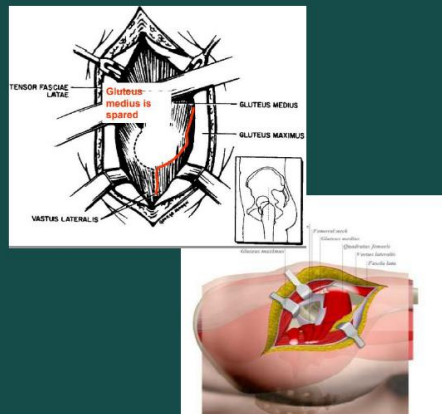 TENSOR FASCIAE
LATAE
Gluteus
medius is
spared
GLUTEUS MEDIUS
GLUTEUS MAXIMUS
VASTUS LATERALIS
Femoral neck
Gluteus medius
Gluteus maximus
Quadratus femoris
Vastus lateralis
Fascia lata